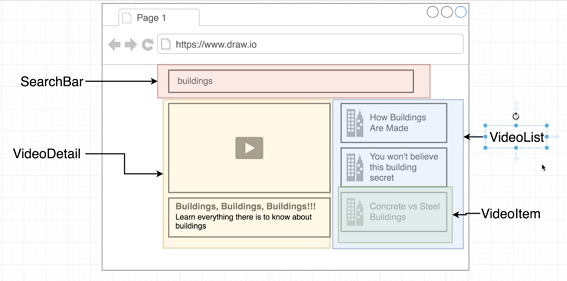 Page 1
https://www.draw.io
SearchBar
buildings
How Buildings
Are Made
VideoList
VideoDetail
You won't believe
this building
secret
Buildings, Buildings, Buildings!!!
Learn everything there is to know about
buildings
Concrete vs Steel
Buildings
VideoItem